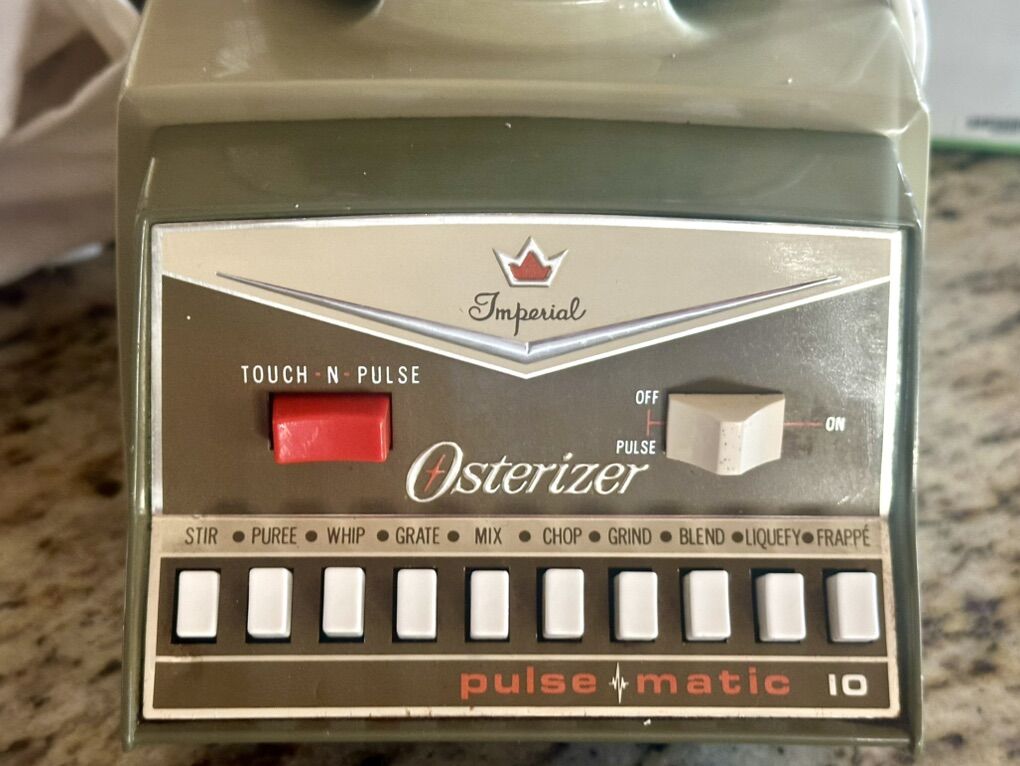 Imperial
TOUCH-N-PULSE
OFF
PULSE
ON
Osterizer
STIR • PUREE • WHIP • GRATE • MIX • CHOP • GRIND • BLEND • LIQUEFY • FRAPPÉ
pulse matic 10